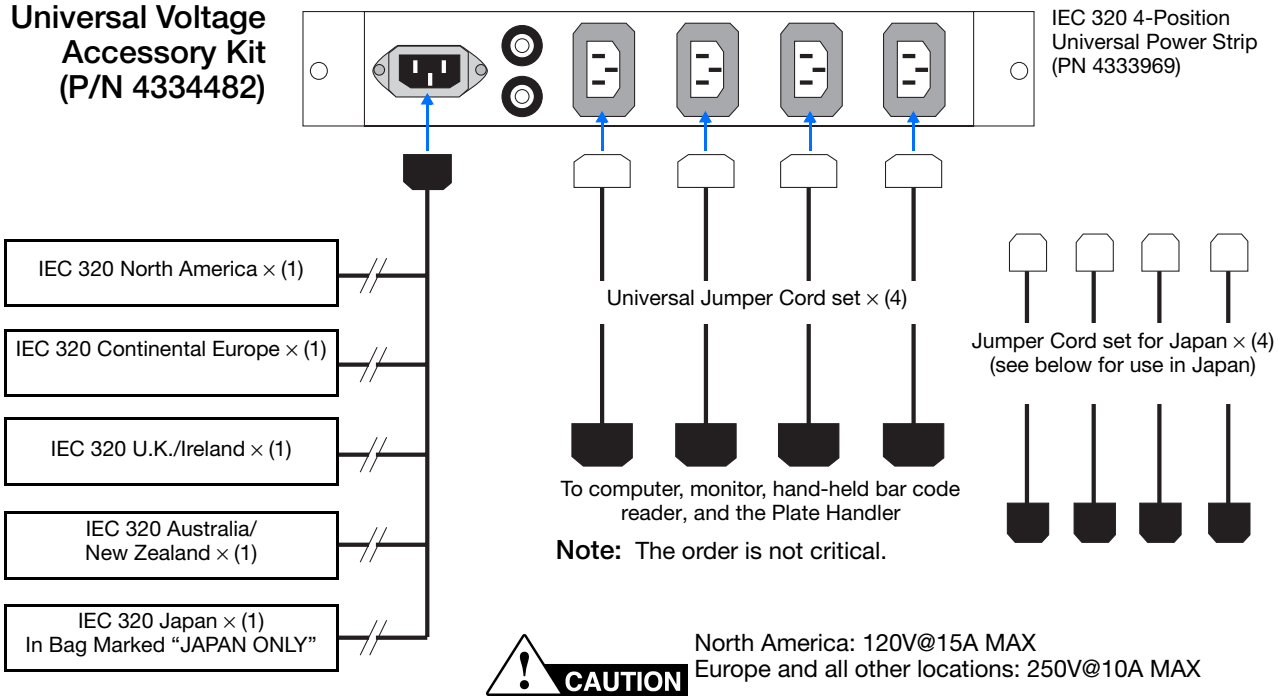 Universal Voltage
Accessory Kit
(P/N 4334482)
IEC 320 4-Position
Universal Power Strip
(PN 4333969)
IEC 320 North America × (1)
IEC 320 Continental Europe × (1)
IEC 320 U.K./Ireland × (1)
IEC 320 Australia/
New Zealand × (1)
IEC 320 Japan × (1)
In Bag Marked “JAPAN ONLY”
Universal Jumper Cord set × (4)
To computer, monitor, hand-held bar code
reader, and the Plate Handler
Note: The order is not critical.
Jumper Cord set for Japan × (4)
(see below for use in Japan)
! CAUTION
North America: 120V@15A MAX
Europe and all other locations: 250V@10A MAX